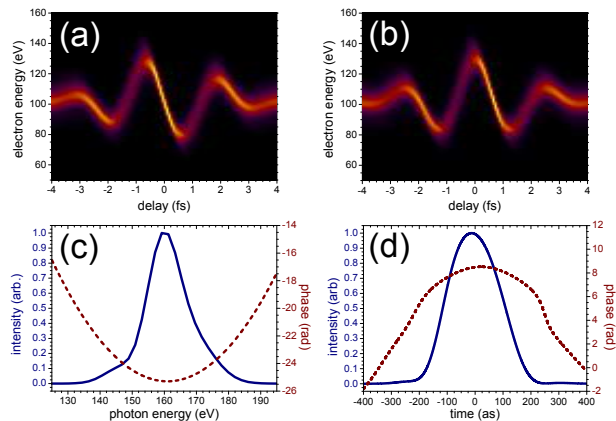 (a)
electron energy (eV)
160
140
120
100
80
60
-4 -3 -2 -1 0 1 2 3 4
delay (fs)
(b)
electron energy (eV)
160
140
120
100
80
60
-4 -3 -2 -1 0 1 2 3 4
delay (fs)
(c)
intensity (arb.)
1.0
0.9
0.8
0.7
0.6
0.5
0.4
0.3
0.2
0.1
0.0
130 140 150 160 170 180 190
photon energy (eV)
-14
-16
-18
-20
-22
-24
-26
phase (rad)
(d)
intensity (arb)
1.0
0.9
0.8
0.7
0.6
0.5
0.4
0.3
0.2
0.1
0.0
-400 -300 -200 -100 0 100 200 300 400
time (as)
12
10
8
6
4
2
0
-2
phase (rad)